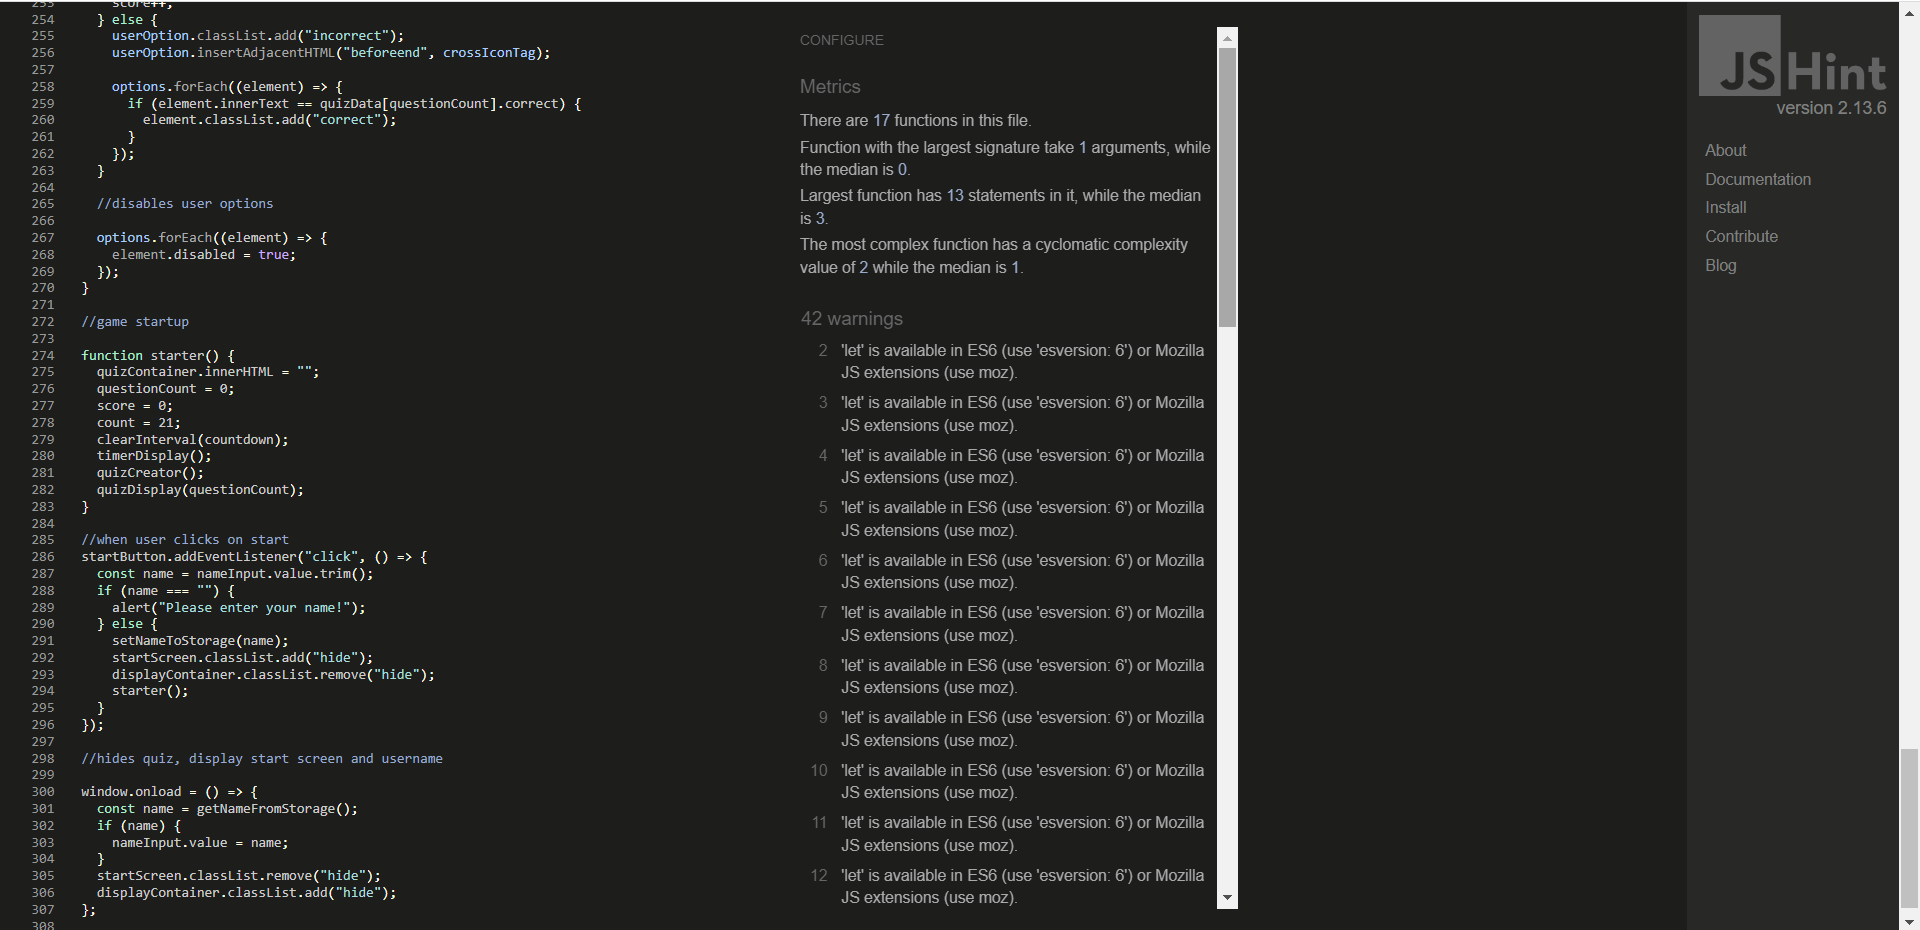 253 score++;
254 } else {
255 userOption.classList.add("incorrect");
256 userOption.insertAdjacentHTML("beforeend", crossIconTag);
257
258 options.forEach((element) => {
259 if (element.innerText == quizData[questionCount].correct) {
260 element.classList.add("correct");
261 }
262 });
263 }
264
265 //disables user options
266
267 options.forEach((element) => {
268 element.disabled = true;
269 });
270 }
271
272 //game startup
273
274 function starter() {
275 quizContainer.innerHTML = "";
276 questionCount = 0;
277 score = 0;
278 count = 21;
279 clearInterval(countdown);
280 timerDisplay();
281 quizCreator();
282 quizDisplay(questionCount);
283 }
284
285 //when user clicks on start
286 startButton.addEventListener("click", () => {
287 const name = nameInput.value.trim();
288 if (name === "") {
289 alert("Please enter your name!");
290 } else {
291 setNameToStorage(name);
292 startScreen.classList.add("hide");
293 displayContainer.classList.remove("hide");
294 starter();
295 }
296 });
297
298 //hides quiz, display start screen and username
299
300 window.onload = () => {
301 const name = getNameFromStorage();
302 if (name) {
303 nameInput.value = name;
304 }
305 startScreen.classList.remove("hide");
306 displayContainer.classList.add("hide");
307 };
308
CONFIGURE
Metrics
There are 17 functions in this file.
Function with the largest signature take 1 arguments, while
the median is 0.
Largest function has 13 statements in it, while the median
is 3.
The most complex function has a cyclomatic complexity
value of 2 while the median is 1.
42 warnings
2 'let' is available in ES6 (use 'esversion: 6') or Mozilla
JS extensions (use moz).
3 'let' is available in ES6 (use 'esversion: 6') or Mozilla
JS extensions (use moz).
4 'let' is available in ES6 (use 'esversion: 6') or Mozilla
JS extensions (use moz).
5 'let' is available in ES6 (use 'esversion: 6') or Mozilla
JS extensions (use moz).
6 'let' is available in ES6 (use 'esversion: 6') or Mozilla
JS extensions (use moz).
7 'let' is available in ES6 (use 'esversion: 6') or Mozilla
JS extensions (use moz).
8 'let' is available in ES6 (use 'esversion: 6') or Mozilla
JS extensions (use moz).
9 'let' is available in ES6 (use 'esversion: 6') or Mozilla
JS extensions (use moz).
10 'let' is available in ES6 (use 'esversion: 6') or Mozilla
JS extensions (use moz).
11 'let' is available in ES6 (use 'esversion: 6') or Mozilla
JS extensions (use moz).
12 'let' is available in ES6 (use 'esversion: 6') or Mozilla
JS extensions (use moz).
JSHint
version 2.13.6
About
Documentation
Install
Contribute
Blog